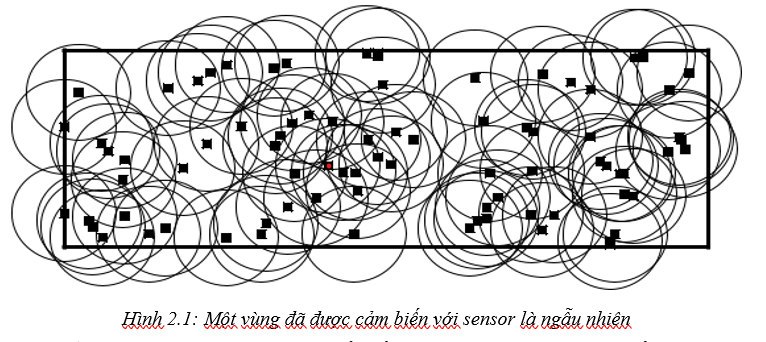 Hình 2.1: Một vùng đã được cảm biến với sensor là ngẫu nhiên